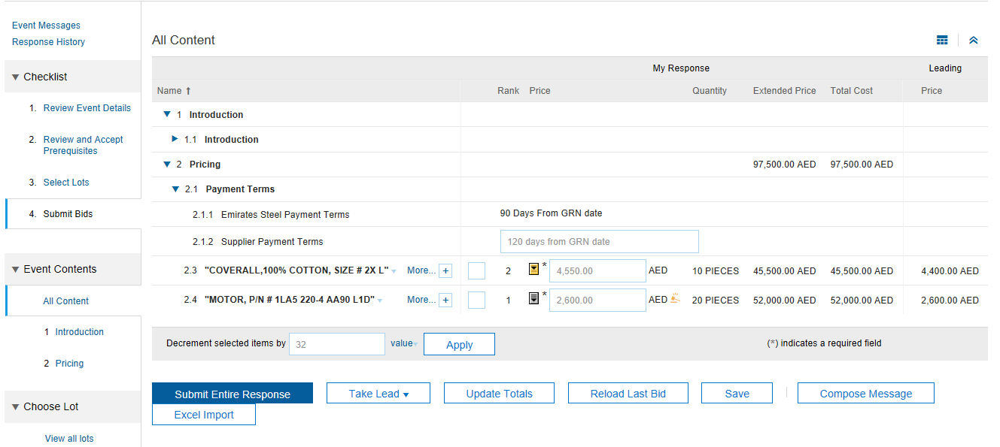 Event Messages
Response History
▼ Checklist
1. Review Event Details
2. Review and Accept
Prerequisites
3. Select Lots
4. Submit Bids
▼ Event Contents
All Content
1 Introduction
2 Pricing
▼ Choose Lot
View all lots
All Content
My Response Leading
Name ↑ Rank Price Quantity Extended Price Total Cost Price
▼ 1 Introduction
► 1.1 Introduction
▼ 2 Pricing 97,500.00 AED 97,500.00 AED
▼ 2.1 Payment Terms
2.1.1 Emirates Steel Payment Terms 90 Days From GRN date
2.1.2 Supplier Payment Terms 120 days from GRN date
2.3 "COVERALL,100% COTTON, SIZE # 2X L" More... + 2 * 4,550.00 AED 10 PIECES 45,500.00 AED 45,500.00 AED 4,400.00 AED
2.4 "MOTOR, P/N # 1LA5 220-4 AA90 L1D" More... + 1 * 2,600.00 AED 20 PIECES 52,000.00 AED 52,000.00 AED 2,600.00 AED
Decrement selected items by 32 value Apply (*) indicates a required field
Submit Entire Response Take Lead ▼ Update Totals Reload Last Bid Save Compose Message
Excel Import